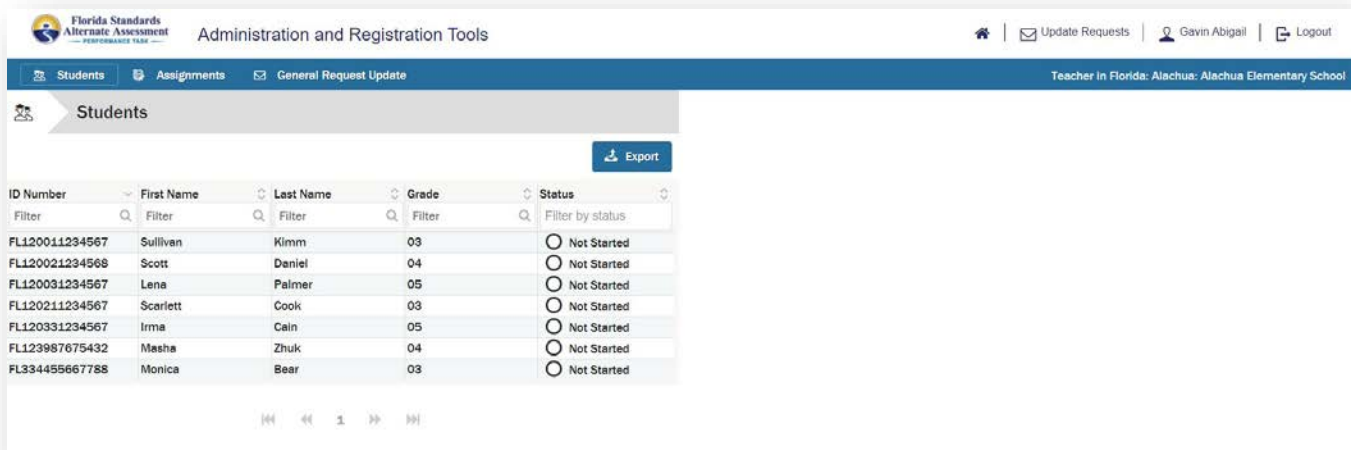 Florida Standards
Alternate Assessment
PERFORMANCE TASK
Administration and Registration Tools
Update Requests
Gavin Abigail
Logout
Students
Assignments
General Request Update
Teacher in Florida: Alachua: Alachua Elementary School
Students
Export
ID Number First Name Last Name Grade Status
Filter Filter Filter Filter Filter by status
FL120011234567 Sullivan Kimm 03 Not Started
FL120021234568 Scott Daniel 04 Not Started
FL120031234567 Lena Palmer 05 Not Started
FL120211234567 Scarlett Cook 03 Not Started
FL120331234567 Irma Cain 05 Not Started
FL123987675432 Masha Zhuk 04 Not Started
FL334455667788 Monica Bear 03 Not Started
1